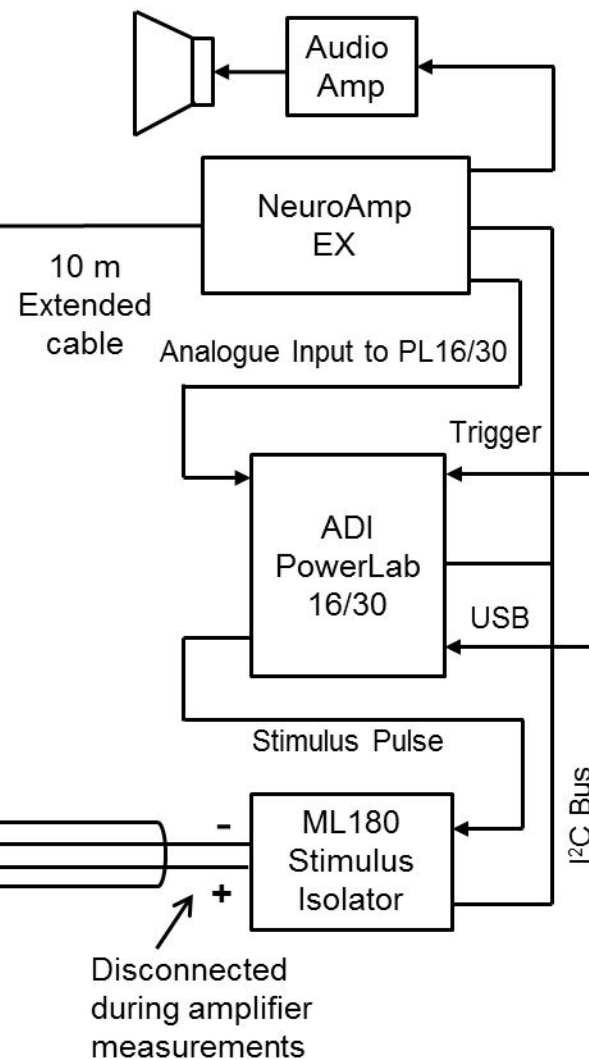 Audio
Amp
NeuroAmp
EX
10 m
Extended
cable
Analogue Input to PL16/30
Trigger
ADI
PowerLab
16/30
USB
Stimulus Pulse
I²C Bus
-
+
ML180
Stimulus
Isolator
Disconnected
during amplifier
measurements